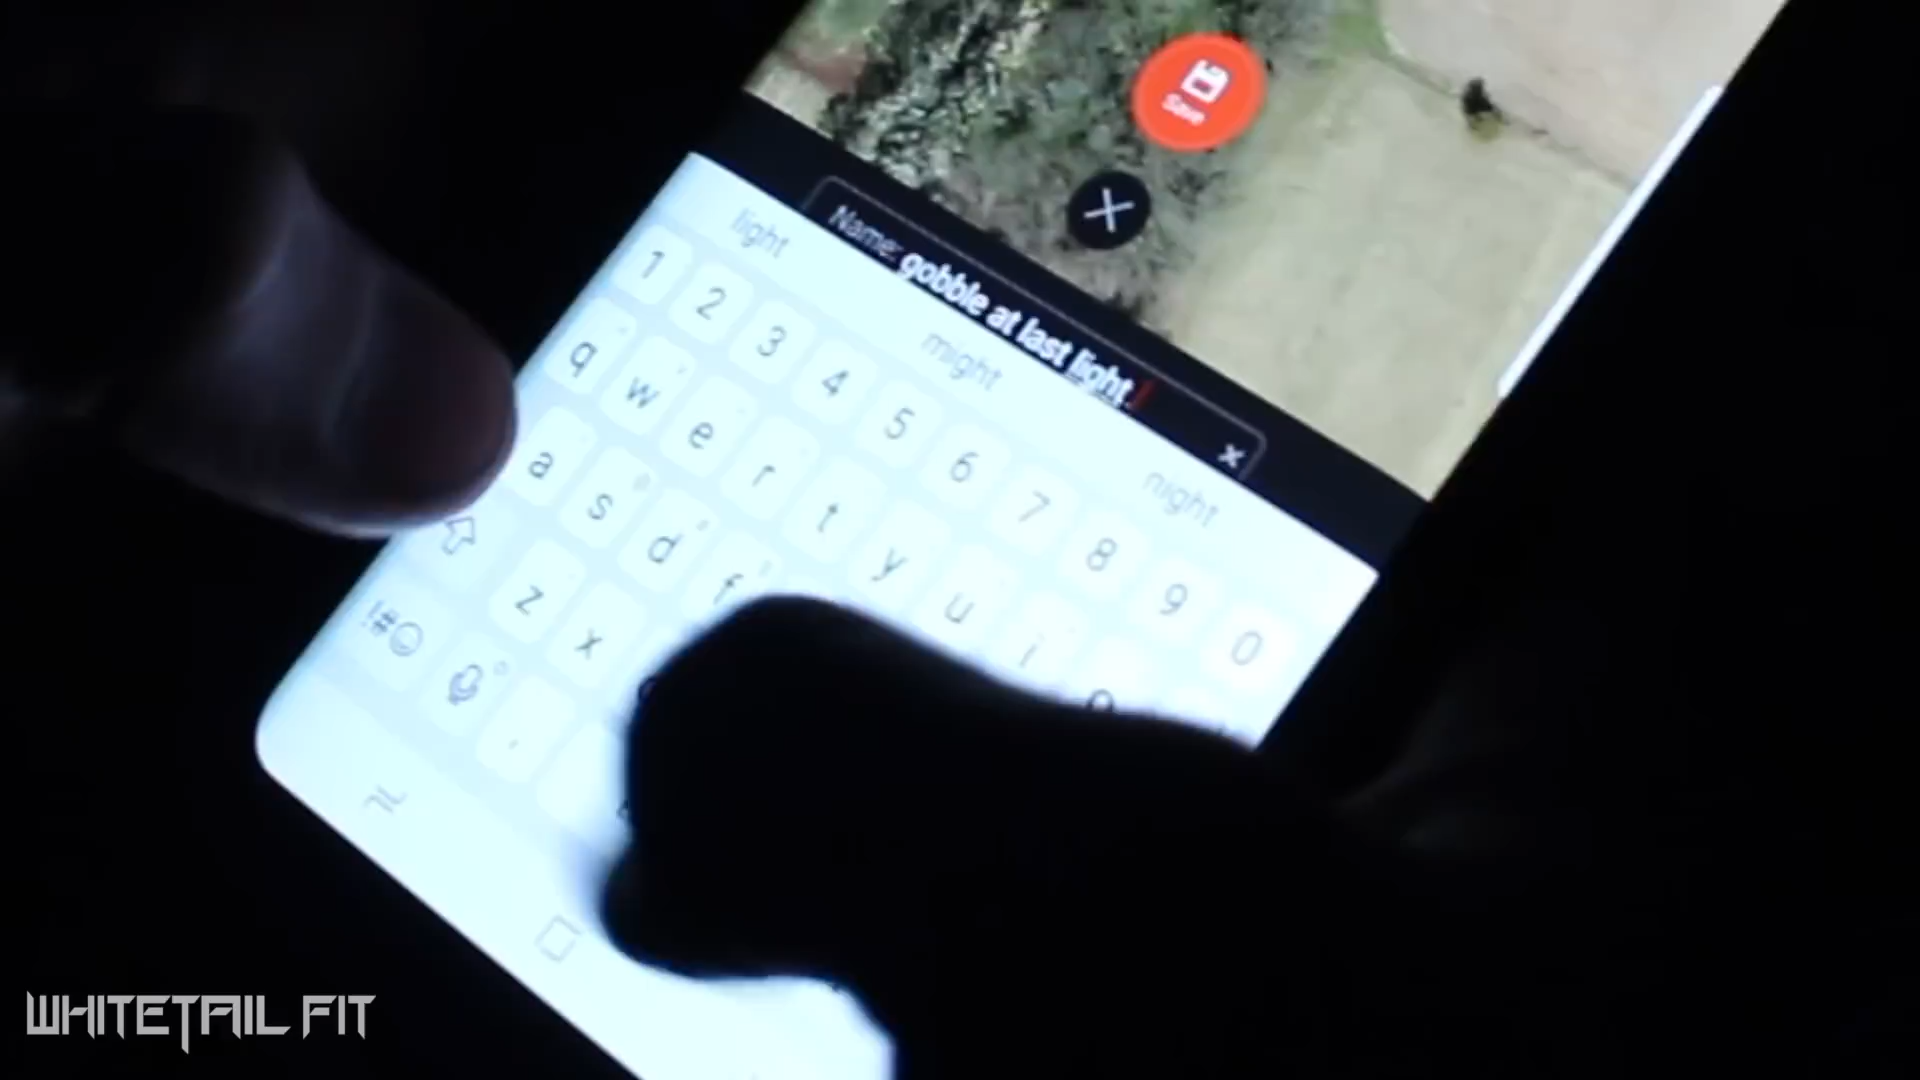 Save
Name: gobble at last light
light might night
1 2 3 4 5 6 7 8 9 0
q w e r t y u i o
a s d f
z x
!#☺
,
WHITETAIL FIT